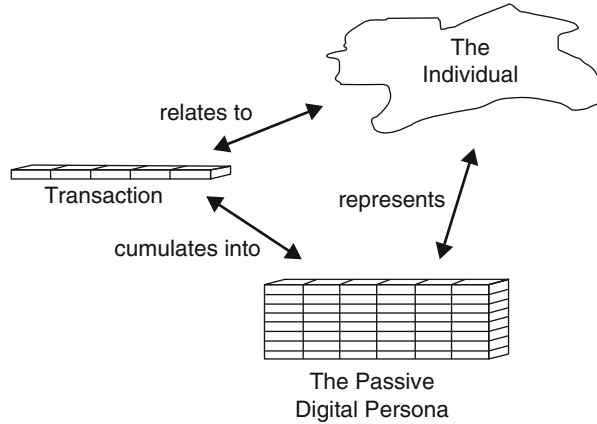 The
Individual
relates to
Transaction
represents
cumulates into
The Passive
Digital Persona